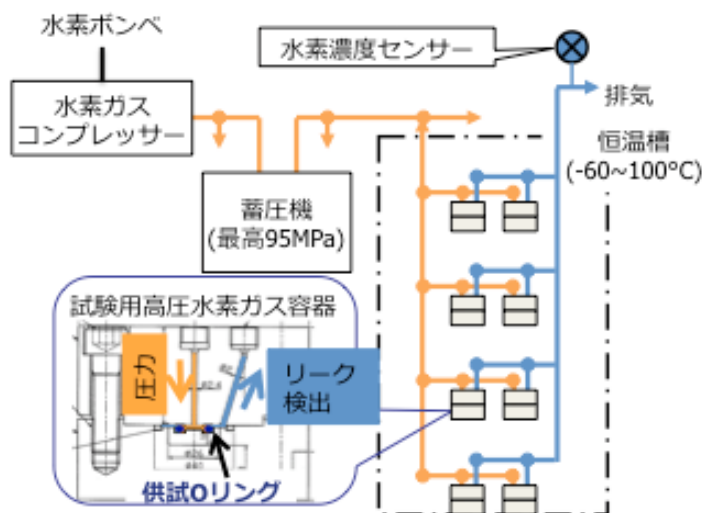 水素ボンベ
水素濃度センサー
水素ガス
コンプレッサー
排気
恒温槽
(-60~100°C)
蓄圧機
(最高95MPa)
試験用高圧水素ガス容器
圧力
リーク
検出
供試Oリング